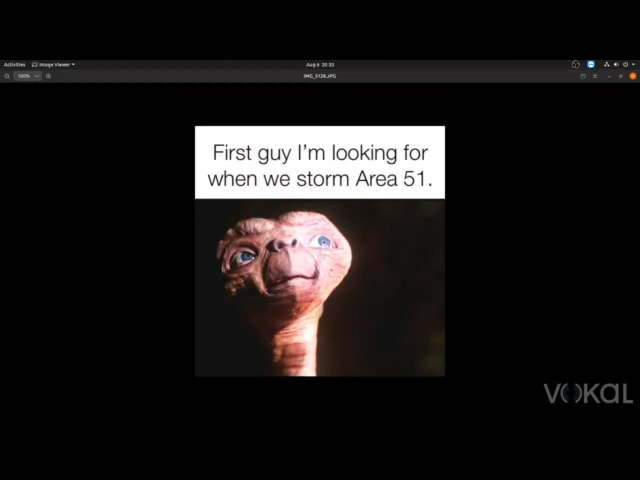 Activities Image Viewer Aug 6 20:33
100% IMG_5128.JPG
First guy I'm looking for
when we storm Area 51.
VOKAL